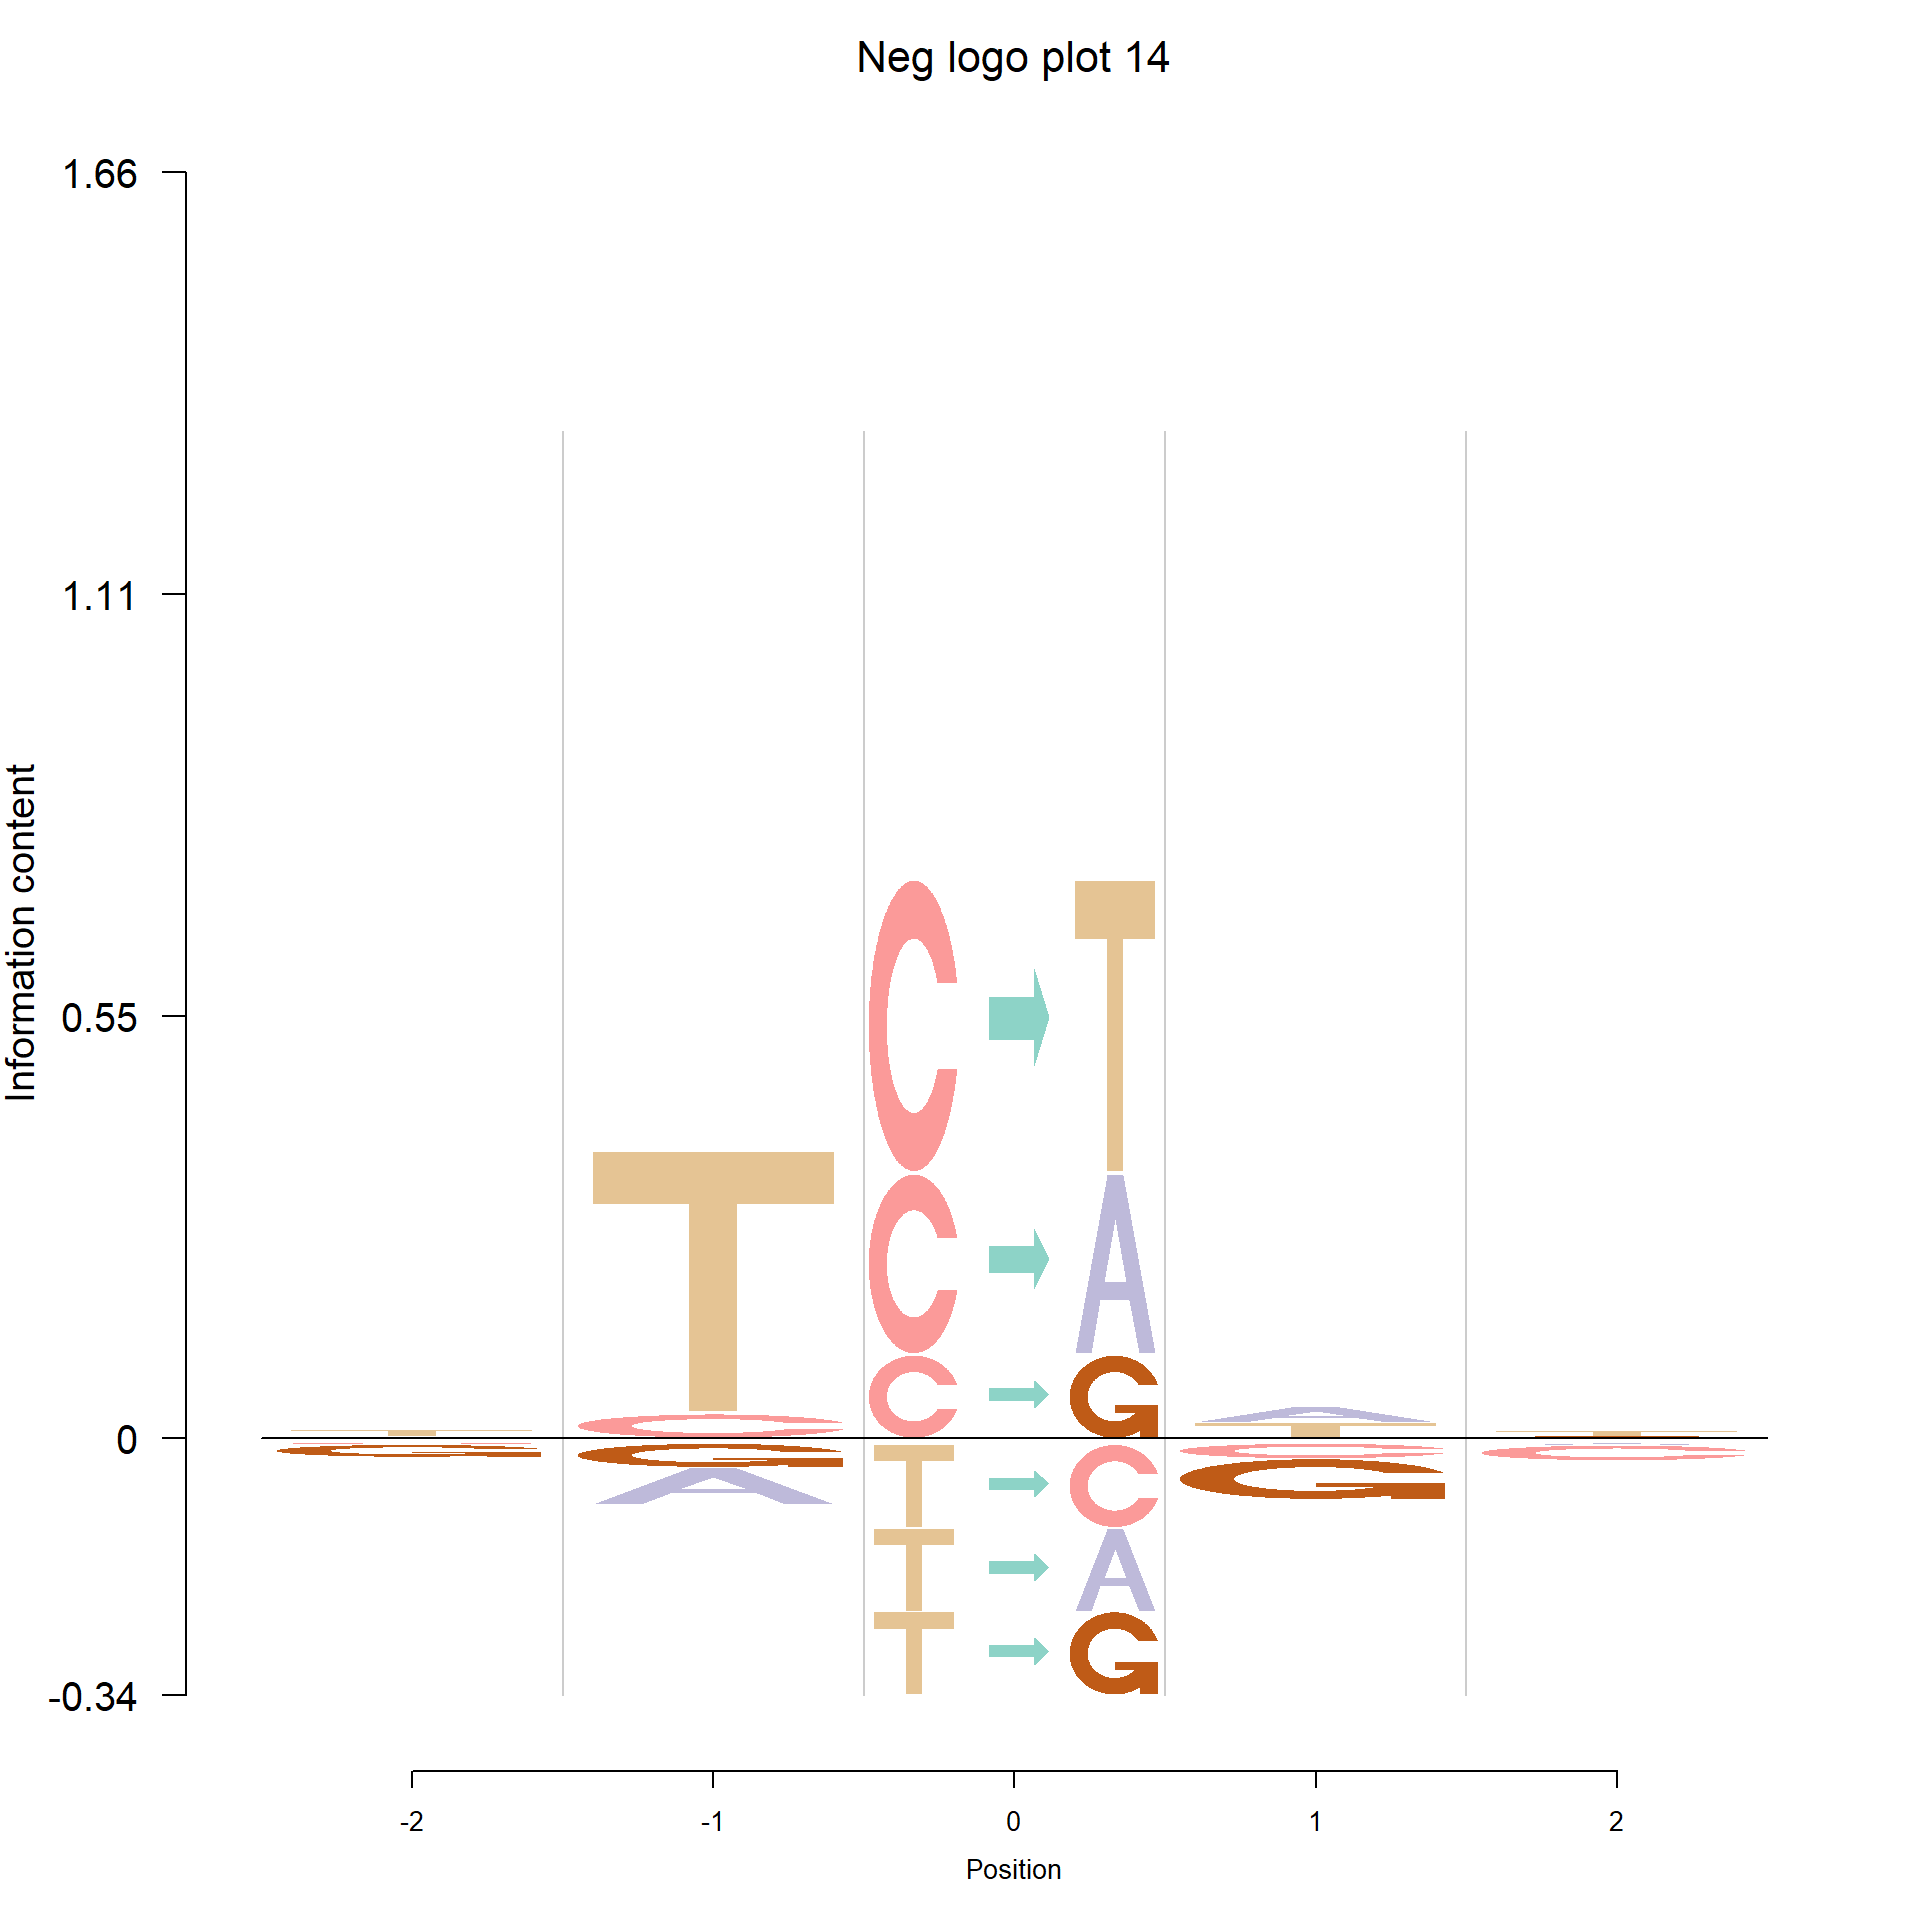 Neg logo plot 14
1.66
1.11
0.55
0
-0.34
Information content
T
C
G
A
C T
C A
C G
T C
T A
T G
A
T
C
G
-2 -1 0 1 2
Position